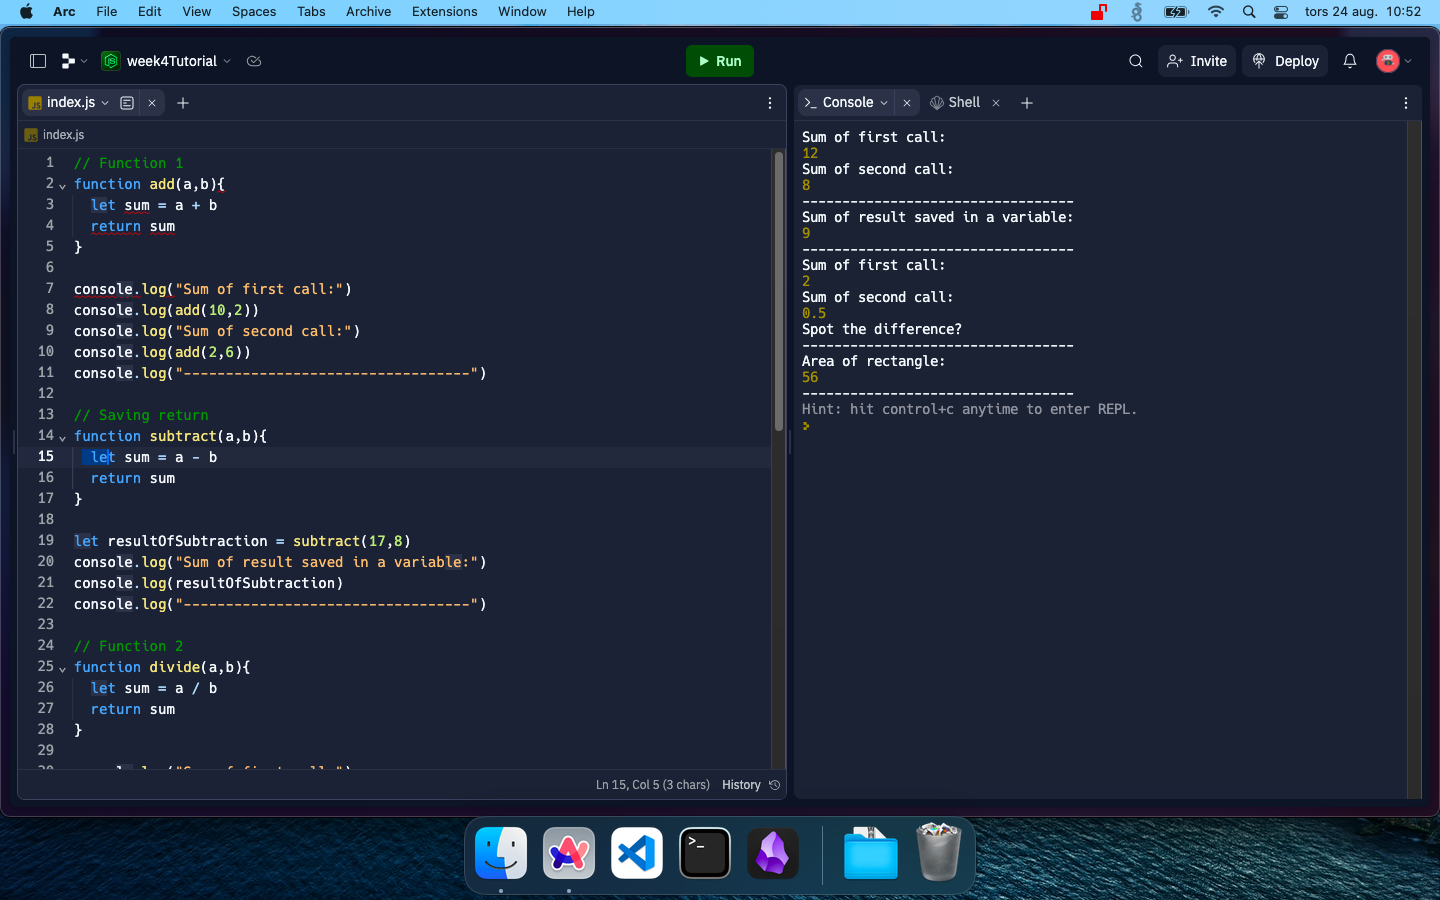 Arc File Edit View Spaces Tabs Archive Extensions Window Help tors 24 aug. 10:52
week4Tutorial Run Invite Deploy
JS index.js
JS index.js
1 // Function 1
2 function add(a,b){
3 let sum = a + b
4 return sum
5 }
6
7 console.log("Sum of first call:")
8 console.log(add(10,2))
9 console.log("Sum of second call:")
10 console.log(add(2,6))
11 console.log("----------------------------------")
12
13 // Saving return
14 function subtract(a,b){
15 let sum = a - b
16 return sum
17 }
18
19 let resultOfSubtraction = subtract(17,8)
20 console.log("Sum of result saved in a variable:")
21 console.log(resultOfSubtraction)
22 console.log("----------------------------------")
23
24 // Function 2
25 function divide(a,b){
26 let sum = a / b
27 return sum
28 }
29
Ln 15, Col 5 (3 chars) History
>_ Console Shell
Sum of first call:
12
Sum of second call:
8
----------------------------------
Sum of result saved in a variable:
9
----------------------------------
Sum of first call:
2
Sum of second call:
0.5
Spot the difference?
----------------------------------
Area of rectangle:
56
----------------------------------
Hint: hit control+c anytime to enter REPL.
>
>_